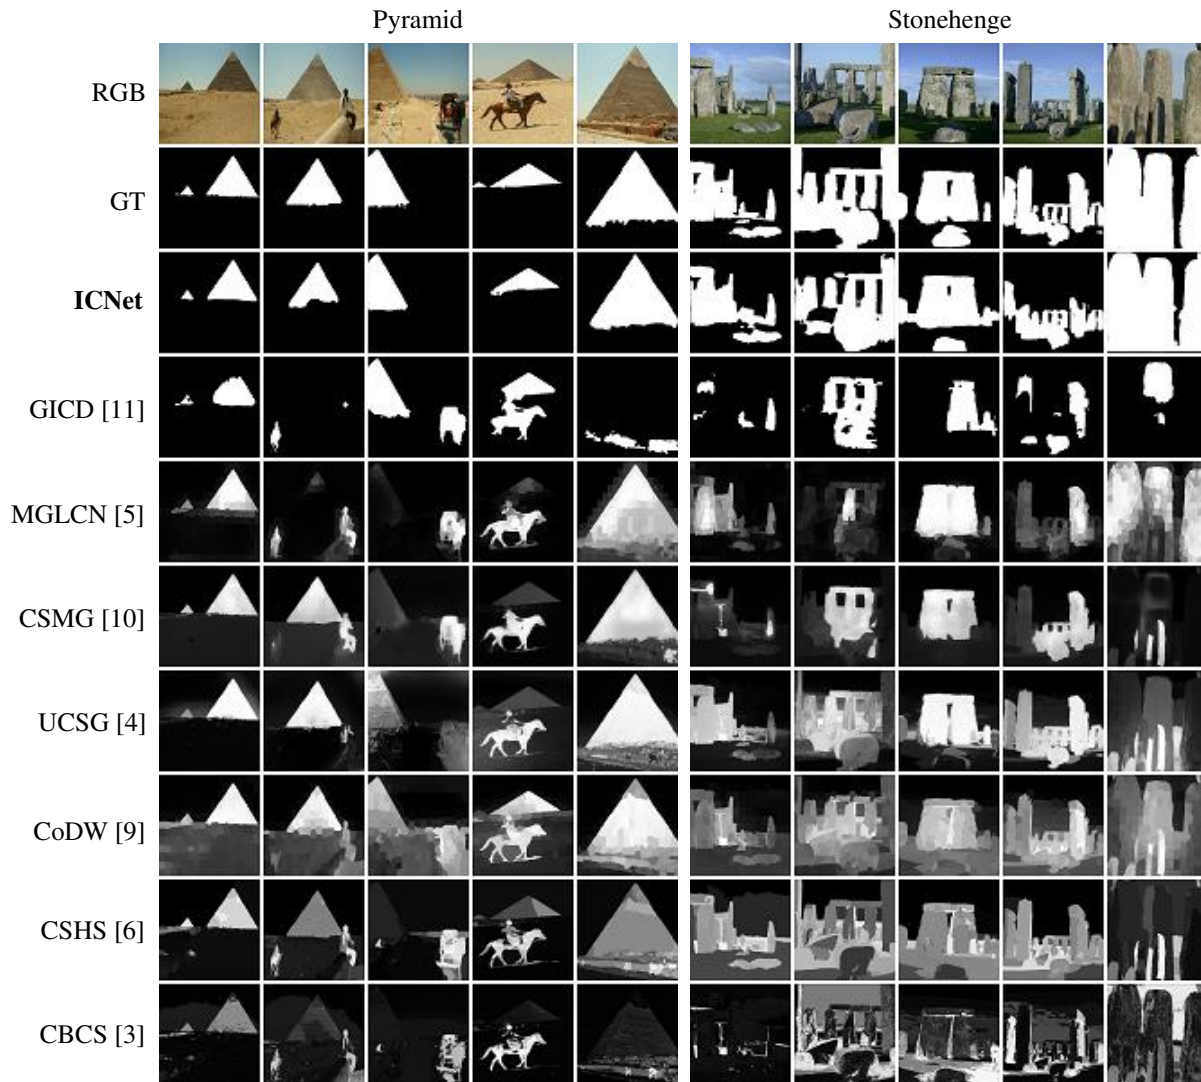 Pyramid Stonehenge
RGB
GT
ICNet
GICD [11]
MGLCN [5]
CSMG [10]
UCSG [4]
CoDW [9]
CSHS [6]
CBCS [3]